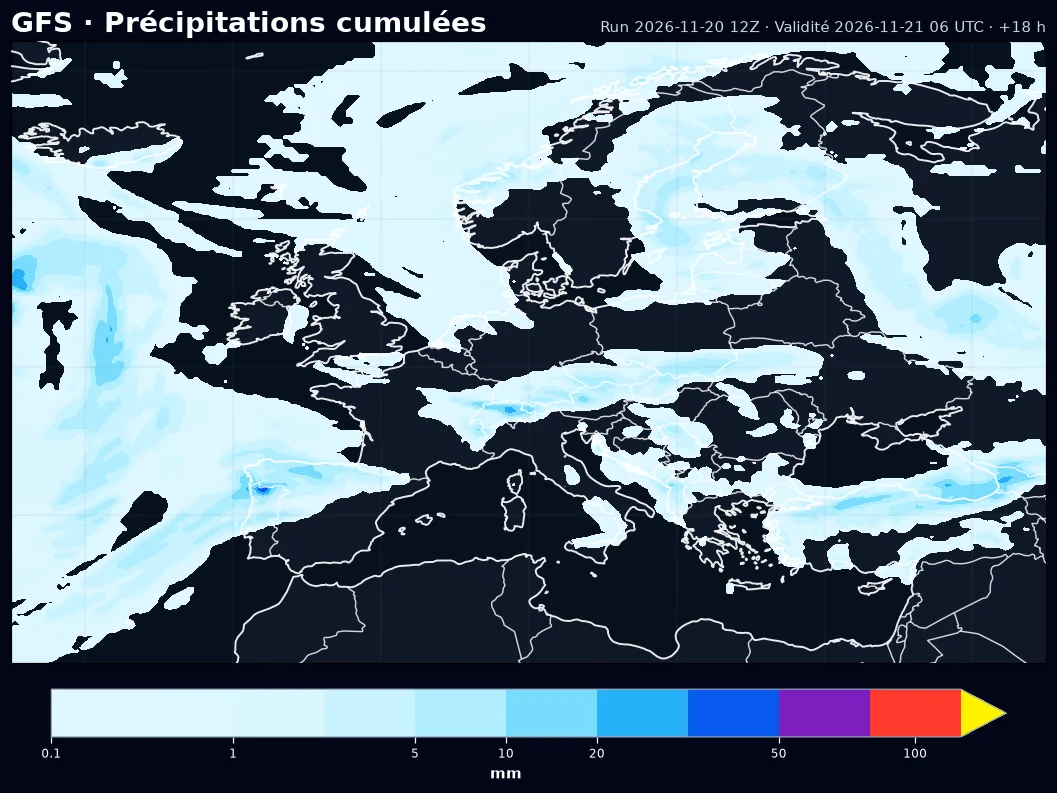 GFS · Précipitations cumulées
Run 2026-11-20 12Z · Validité 2026-11-21 06 UTC · +18 h
0.1 1 5 10 20 50 100
mm